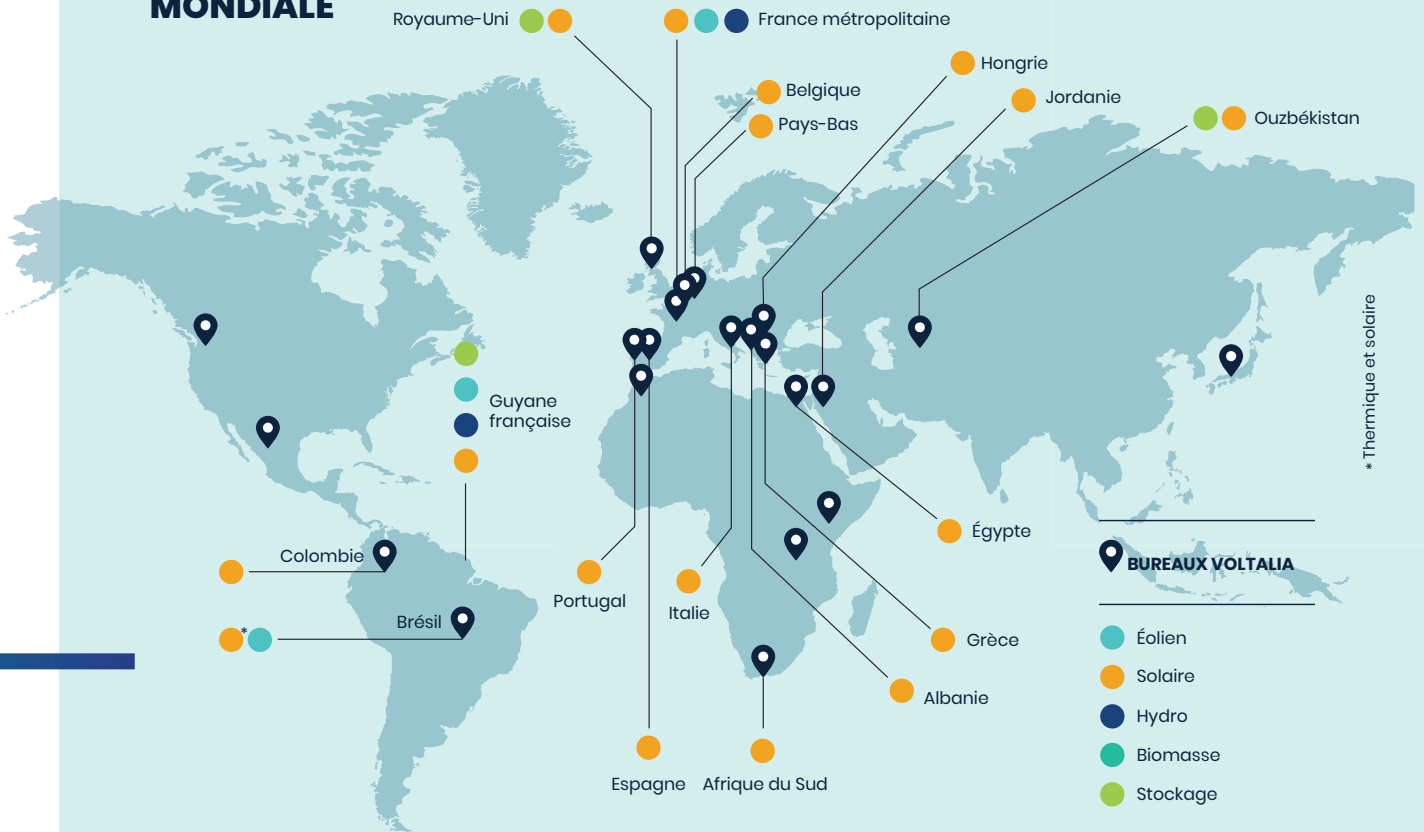 MONDIALE
Royaume-Uni
France métropolitaine
Hongrie
Belgique
Jordanie
Pays-Bas
Ouzbékistan
* Thermique et solaire
Guyane
française
Égypte
Colombie
BUREAUX VOLTALIA
Portugal
Italie
Brésil
*
Grèce
Éolien
Albanie
Solaire
Hydro
Biomasse
Espagne
Afrique du Sud
Stockage